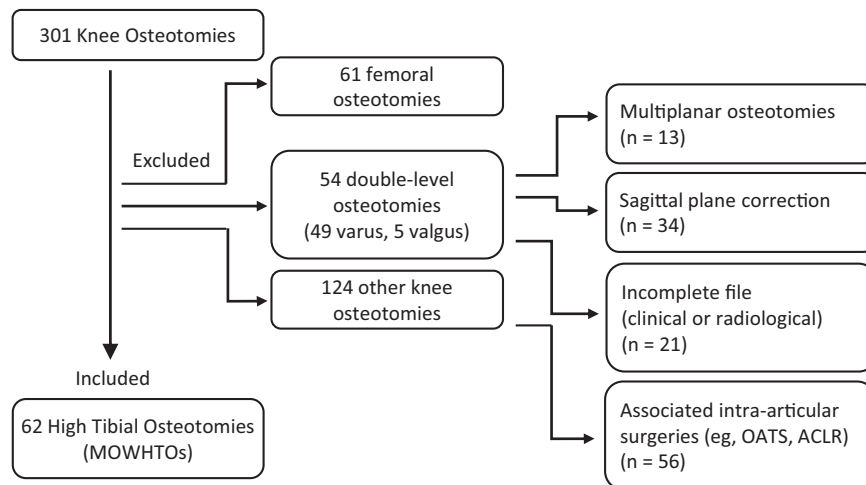 301 Knee Osteotomies
61 femoral
osteotomies
Excluded
54 double-level
osteotomies
(49 varus, 5 valgus)
124 other knee
osteotomies
Multiplanar osteotomies
(n = 13)
Sagittal plane correction
(n = 34)
Incomplete file
(clinical or radiological)
(n = 21)
Associated intra-articular
surgeries (eg, OATS, ACLR)
(n = 56)
Included
62 High Tibial Osteotomies
(MOWHTOs)